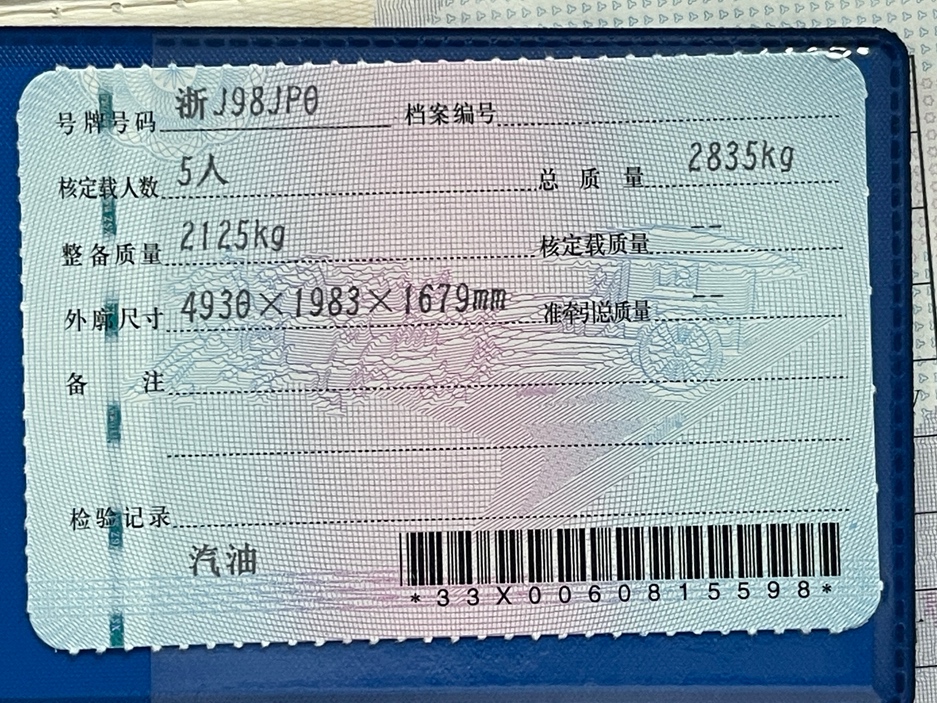 号牌号码 浙J98JP0 档案编号
核定载人数 5人 总质量 2835kg
整备质量 2125kg 核定载质量 --
外廓尺寸 4930×1983×1679mm 准牵引总质量 --
备注
检验记录
汽油
*33X0060815598*